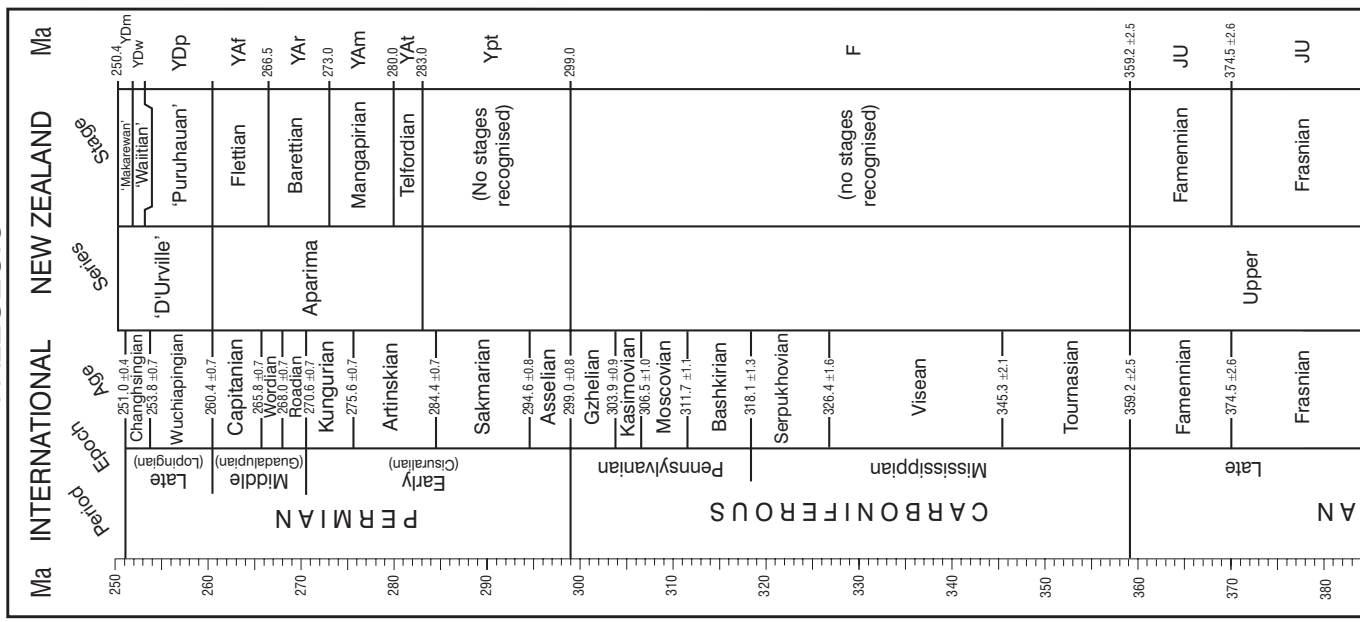 Ma INTERNATIONAL NEW ZEALAND Ma
Period Epoch Age Series Stage
250
260
270
280
290
300
310
320
330
340
350
360
370
380
PERMIAN
CARBONIFEROUS
AN
Late
(Lopingian)
Middle
(Guadalupian)
Early
(Cisuralian)
Pennsylvanian
Mississippian
Late
251.0 ±0.4
Changhsingian
253.8 ±0.7
Wuchiapingian
260.4 ±0.7
Capitanian
265.8 ±0.7
Wordian
268.0 ±0.7
Roadian
270.6 ±0.7
Kungurian
275.6 ±0.7
Artinskian
284.4 ±0.7
Sakmarian
294.6 ±0.8
Asselian
299.0 ±0.8
Gzhelian
303.9 ±0.9
Kasimovian
306.5 ±1.0
Moscovian
311.7 ±1.1
Bashkirian
318.1 ±1.3
Serpukhovian
326.4 ±1.6
Visean
345.3 ±2.1
Tournasian
359.2 ±2.5
Famennian
374.5 ±2.6
Frasnian
'D'Urville'
Aparima
Upper
'Makarewan'
'Waiitian'
'Puruhauan'
Flettian
Barettian
Mangapirian
Telfordian
(No stages
recognised)
(no stages
recognised)
Famennian
Frasnian
250.4
YDm
YDw
YDp
YAf
266.5
YAr
273.0
YAm
280.0
YAt
283.0
Ypt
299.0
F
359.2 ±2.5
JU
374.5 ±2.6
JU